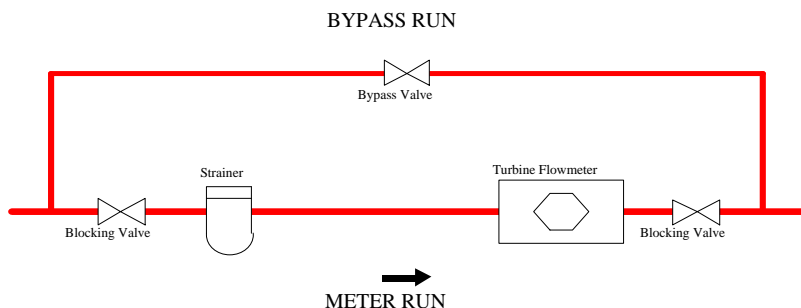 BYPASS RUN
Bypass Valve
Strainer
Turbine Flowmeter
Blocking Valve
Blocking Valve
METER RUN